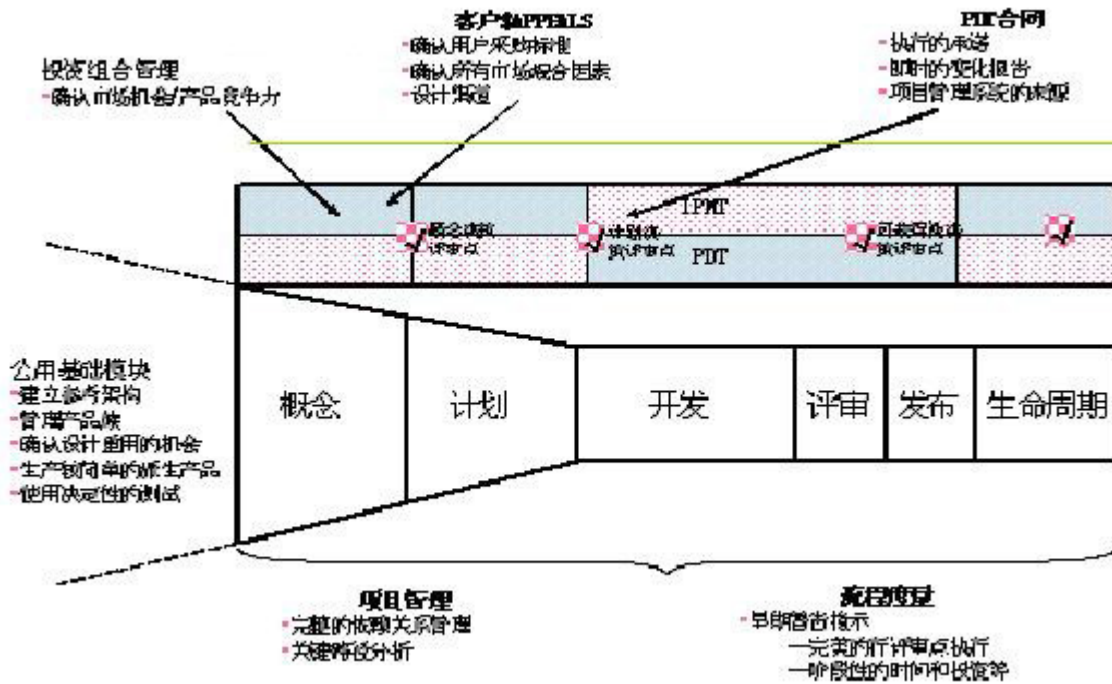 客户$APPEALS
- 确认用户采购标准
- 确认所有市场综合因素
- 设计渠道
PDT合同
- 执行的承诺
- 即时的变化报告
- 项目管理系统的来源
投资组合管理
- 确认市场机会/产品竞争力
IPMT
概念决策
评审点
计划决
策评审点
可获得性决
策评审点
PDT
公用基础模块
- 建立参考架构
- 管理产品族
- 确认设计重用的机会
- 生产较简单的派生产品
- 使用决定性的测试
概念
计划
开发
评审
发布
生命周期
项目管理
- 完整的依赖关系管理
- 关键路径分析
流程度量
- 早期警告指示
—完美的行评审点执行
—阶段性的时间和投资等